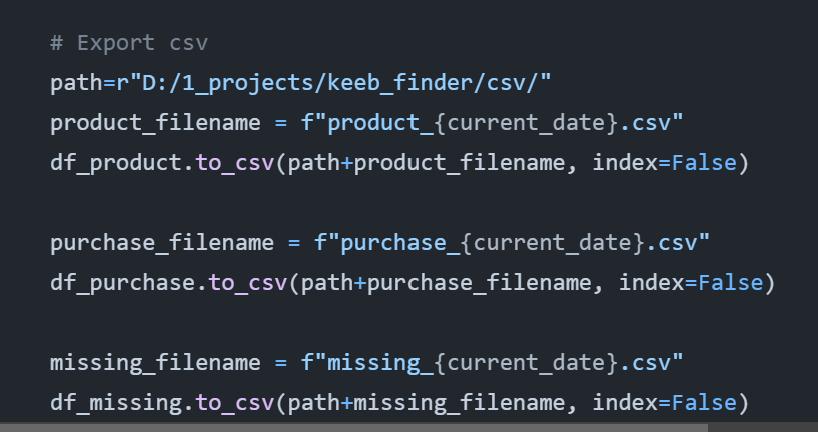 # Export csv
path=r"D:/1_projects/keeb_finder/csv/"
product_filename = f"product_{current_date}.csv"
df_product.to_csv(path+product_filename, index=False)
purchase_filename = f"purchase_{current_date}.csv"
df_purchase.to_csv(path+purchase_filename, index=False)
missing_filename = f"missing_{current_date}.csv"
df_missing.to_csv(path+missing_filename, index=False)